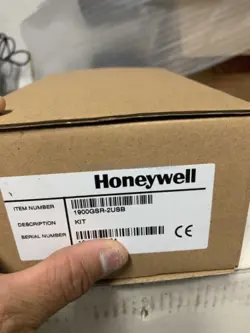 Honeywell
ITEM NUMBER
1900GSR-2USB
DESCRIPTION
KIT
SERIAL NUMBER
CE